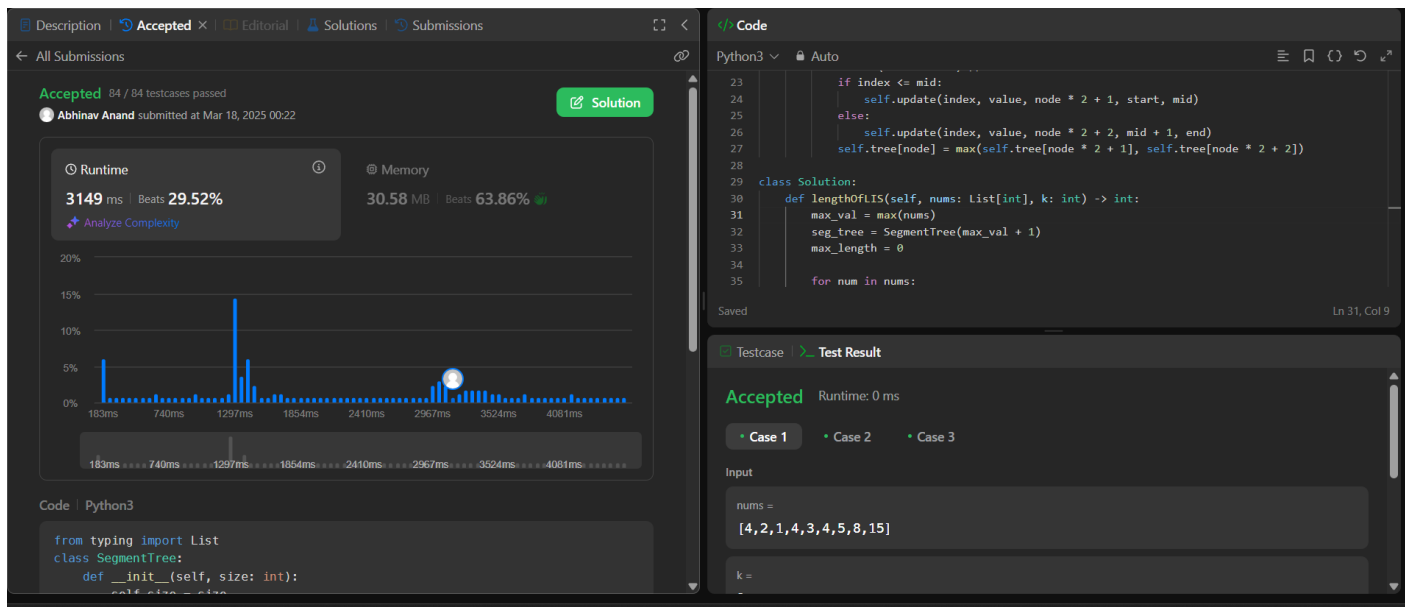 Description
Accepted
Editorial
Solutions
Submissions
All Submissions
Accepted 84 / 84 testcases passed
Abhinav Anand submitted at Mar 18, 2025 00:22
Solution
Runtime
3149 ms Beats 29.52%
Analyze Complexity
Memory
30.58 MB Beats 63.86%
20%
15%
10%
5%
0%
183ms 740ms 1297ms 1854ms 2410ms 2967ms 3524ms 4081ms
183ms 740ms 1297ms 1854ms 2410ms 2967ms 3524ms 4081ms
Code Python3
from typing import List
class SegmentTree:
def __init__(self, size: int):
self.size = size
</> Code
Python3 Auto
23 if index <= mid:
24 self.update(index, value, node * 2 + 1, start, mid)
25 else:
26 self.update(index, value, node * 2 + 2, mid + 1, end)
27 self.tree[node] = max(self.tree[node * 2 + 1], self.tree[node * 2 + 2])
28
29 class Solution:
30 def lengthOfLIS(self, nums: List[int], k: int) -> int:
31 max_val = max(nums)
32 seg_tree = SegmentTree(max_val + 1)
33 max_length = 0
34
35 for num in nums:
Saved
Ln 31, Col 9
Testcase
Test Result
Accepted Runtime: 0 ms
Case 1
Case 2
Case 3
Input
nums =
[4,2,1,4,3,4,5,8,15]
k =